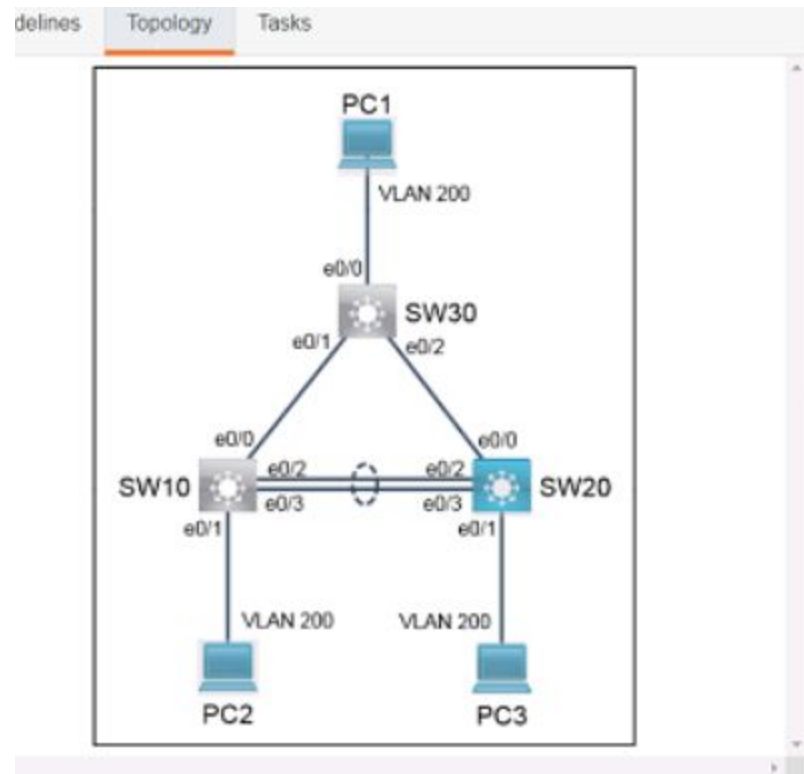 delines Topology Tasks
PC1
VLAN 200
e0/0
SW30
e0/1 e0/2
e0/0 e0/0
SW10 e0/2 e0/2 SW20
e0/3 e0/3
e0/1 e0/1
VLAN 200 VLAN 200
PC2 PC3